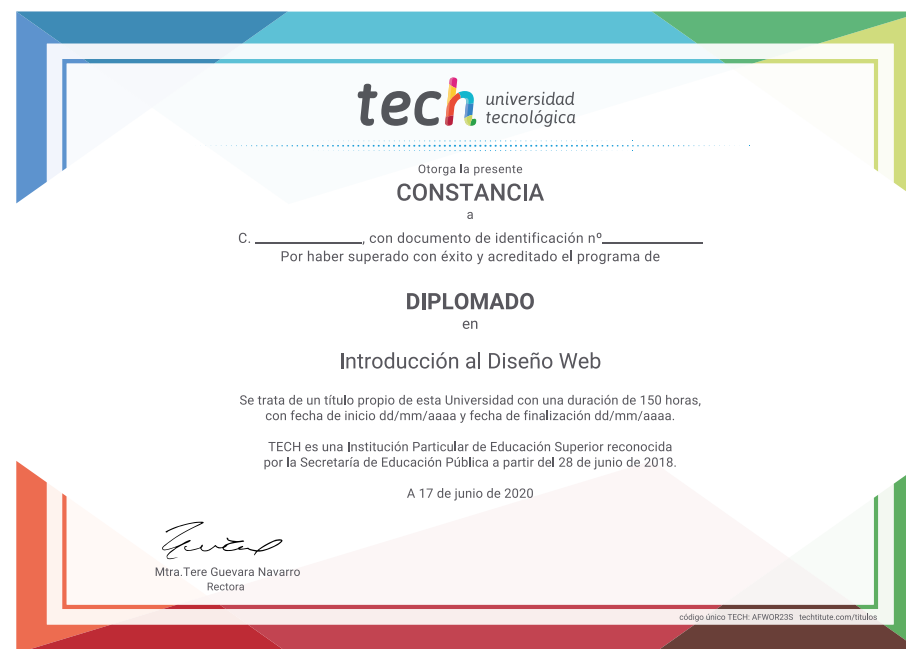 tech universidad
tecnológica
Otorga la presente
CONSTANCIA
a
C. ____________, con documento de identificación nº____________
Por haber superado con éxito y acreditado el programa de
DIPLOMADO
en
Introducción al Diseño Web
Se trata de un título propio de esta Universidad con una duración de 150 horas,
con fecha de inicio dd/mm/aaaa y fecha de finalización dd/mm/aaaa.
TECH es una Institución Particular de Educación Superior reconocida
por la Secretaría de Educación Pública a partir del 28 de junio de 2018.
A 17 de junio de 2020
Mtra.Tere Guevara Navarro
Rectora
código único TECH: AFWOR23S techtitute.com/titulos